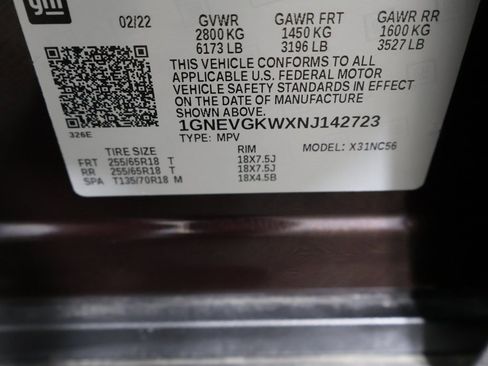 gm
02/22 GVWR GAWR FRT GAWR RR
2800 KG 1450 KG 1600 KG
6173 LB 3196 LB 3527 LB
THIS VEHICLE CONFORMS TO ALL
APPLICABLE U.S. FEDERAL MOTOR
VEHICLE SAFETY STANDARDS IN EFFECT
ON THE DATE OF MANUFACTURE
SHOWN ABOVE.
326E
1GNEVGKWXNJ142723
TYPE: MPV MODEL: X31NC56
TIRE SIZE RIM
FRT 255/65R18 T 18X7.5J
RR 255/65R18 T 18X7.5J
SPA T135/70R18 M 18X4.5B